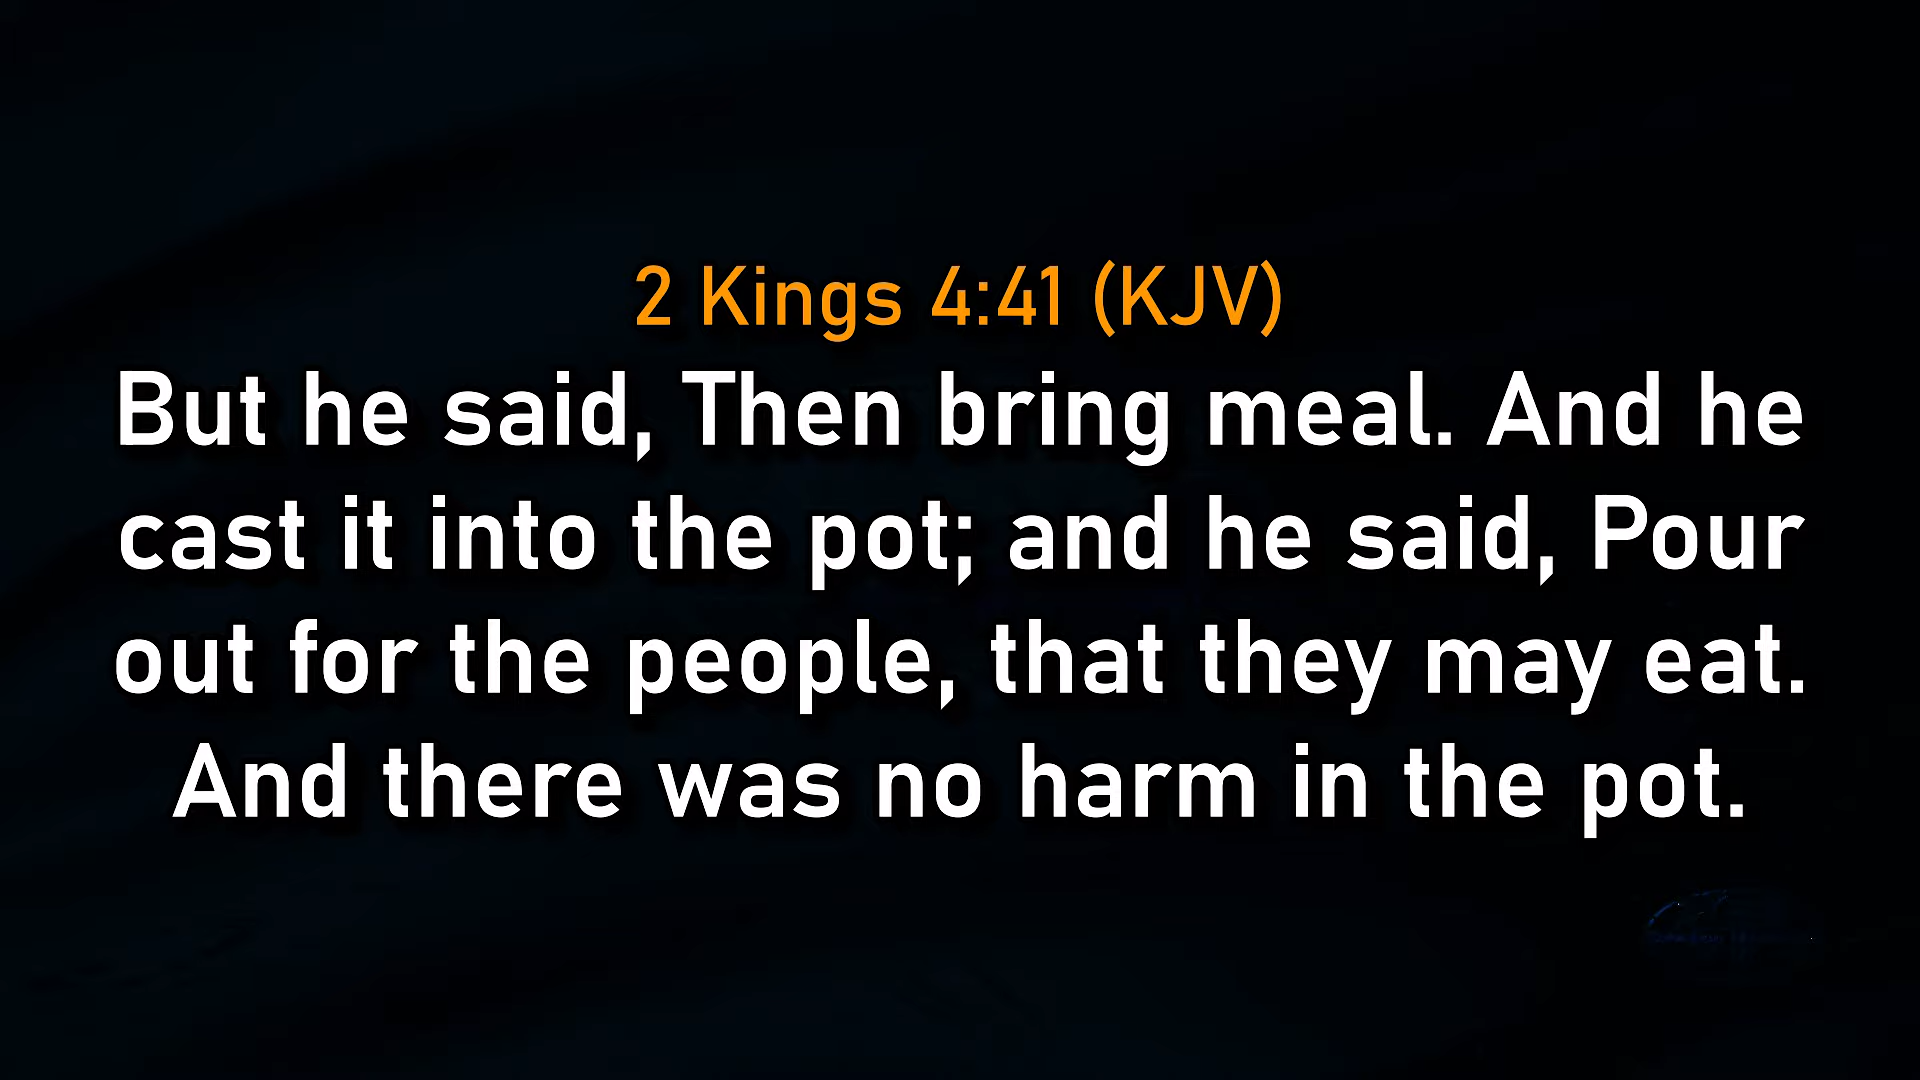 2 Kings 4:41 (KJV)
But he said, Then bring meal. And he
cast it into the pot; and he said, Pour
out for the people, that they may eat.
And there was no harm in the pot.